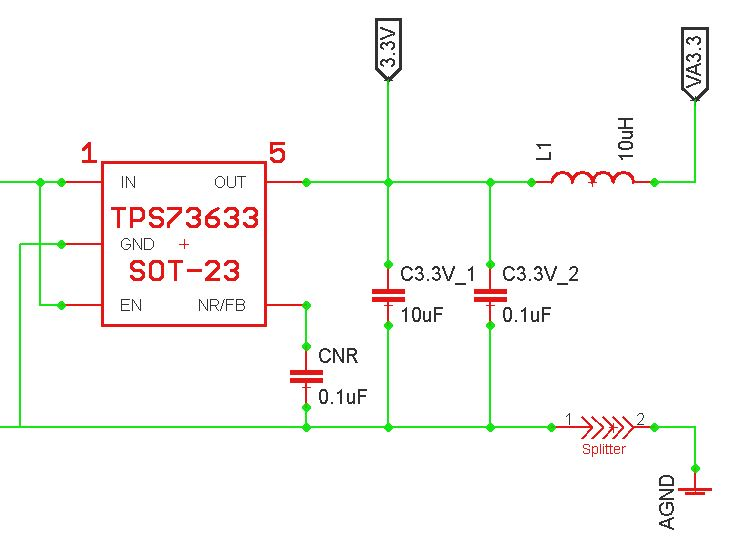 3.3V
VA3.3
1
5
L1
10uH
IN
OUT
TPS73633
GND
SOT-23
EN
NR/FB
C3.3V_1
10uF
C3.3V_2
0.1uF
CNR
0.1uF
1
2
Splitter
AGND